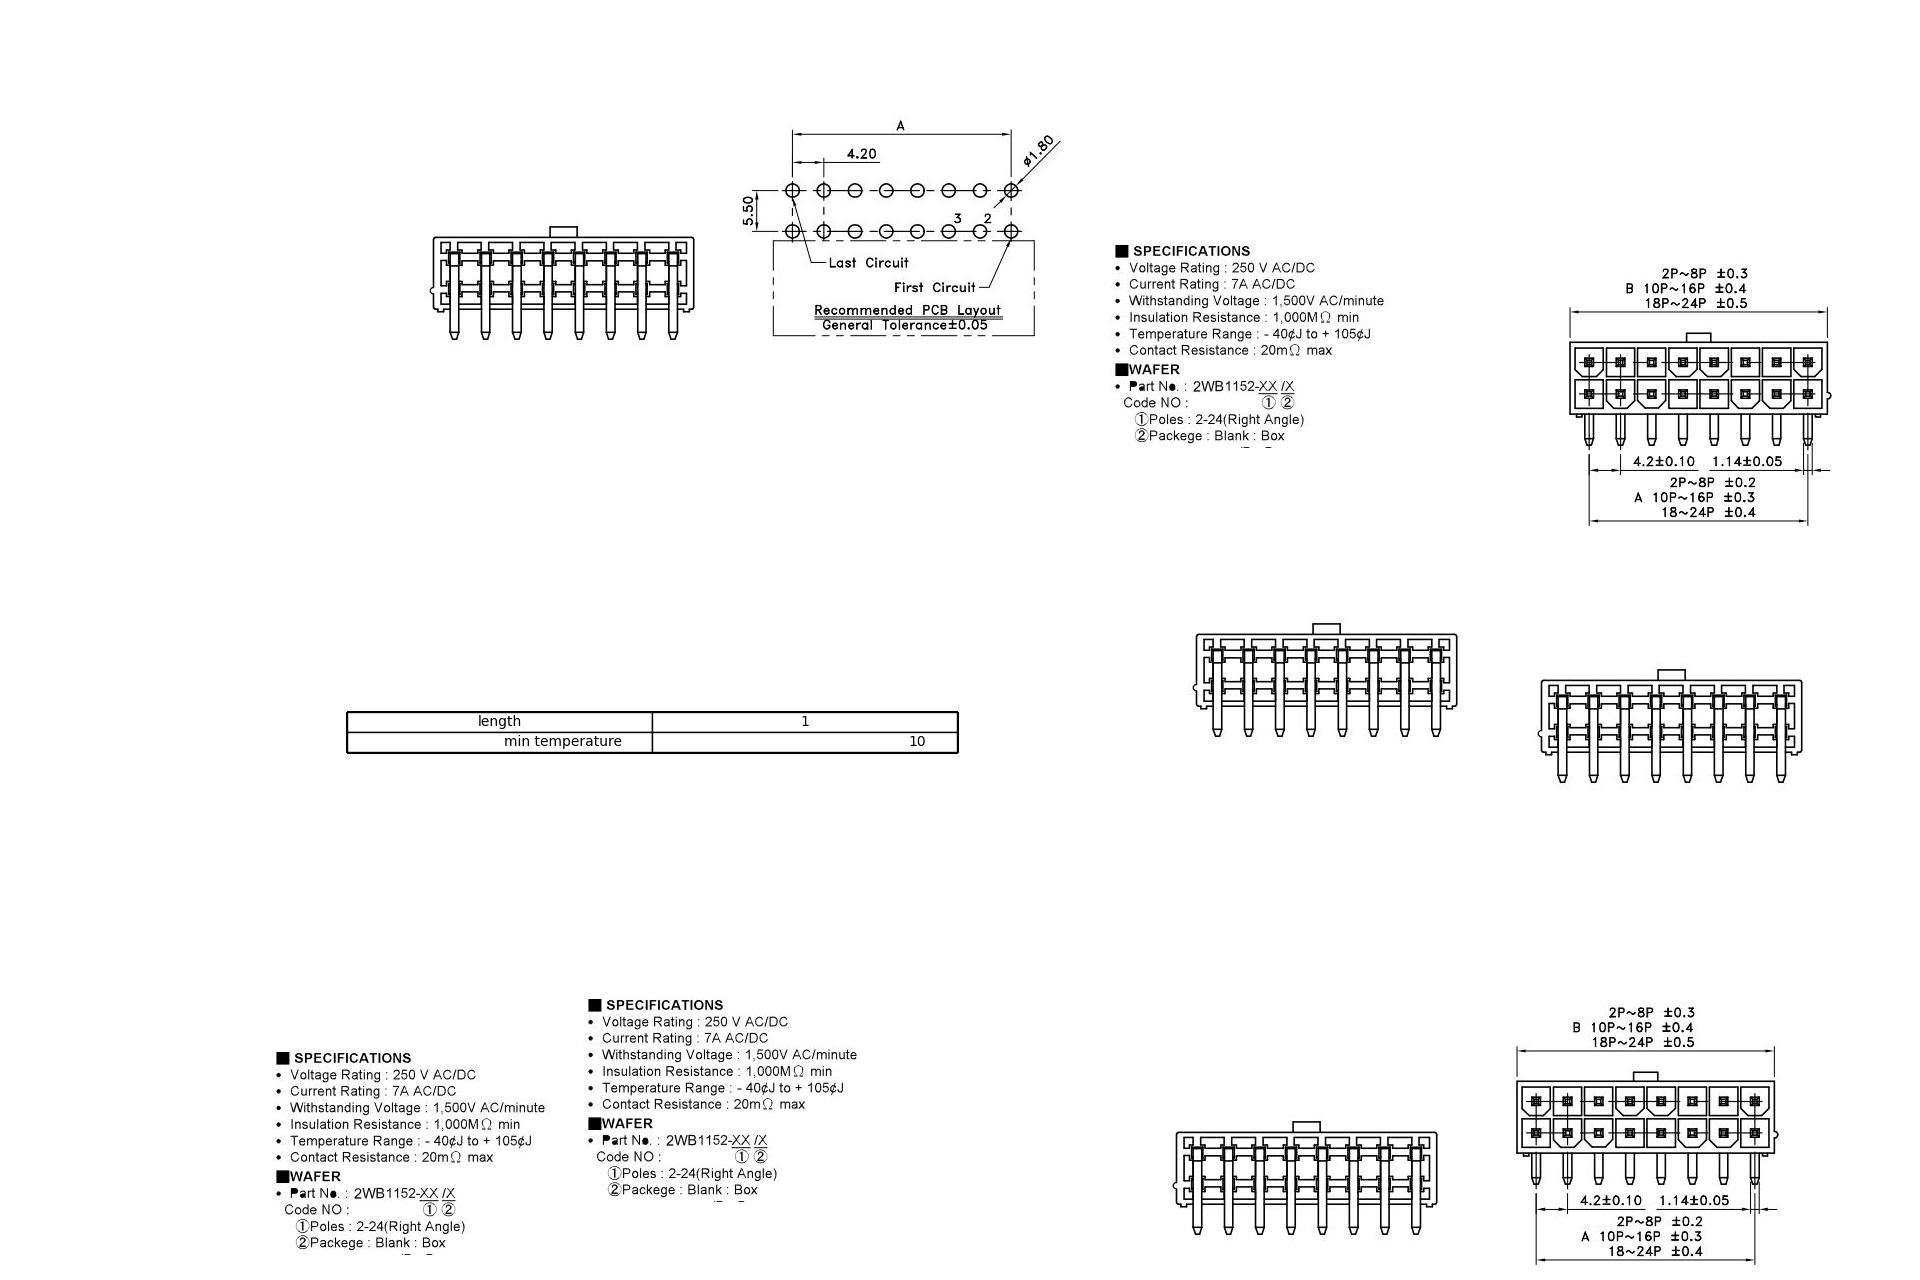 A
4.20
ø1.80
5.50
3 2
Last Circuit
First Circuit
Recommended PCB Layout
General Tolerance±0.05
■ SPECIFICATIONS
• Voltage Rating : 250 V AC/DC
• Current Rating : 7A AC/DC
• Withstanding Voltage : 1,500V AC/minute
• Insulation Resistance : 1,000MΩ min
• Temperature Range : - 40¢J to + 105¢J
• Contact Resistance : 20mΩ max
■WAFER
• Part No. : 2WB1152-XX /X
Code NO : ① ②
①Poles : 2-24(Right Angle)
②Packege : Blank : Box
2P~8P ±0.3
B 10P~16P ±0.4
18P~24P ±0.5
4.2±0.10 1.14±0.05
2P~8P ±0.2
A 10P~16P ±0.3
18~24P ±0.4
length 1
min temperature 10
■ SPECIFICATIONS
• Voltage Rating : 250 V AC/DC
• Current Rating : 7A AC/DC
• Withstanding Voltage : 1,500V AC/minute
• Insulation Resistance : 1,000MΩ min
• Temperature Range : - 40¢J to + 105¢J
• Contact Resistance : 20mΩ max
■WAFER
• Part No. : 2WB1152-XX /X
Code NO : ① ②
①Poles : 2-24(Right Angle)
②Packege : Blank : Box
■ SPECIFICATIONS
• Voltage Rating : 250 V AC/DC
• Current Rating : 7A AC/DC
• Withstanding Voltage : 1,500V AC/minute
• Insulation Resistance : 1,000MΩ min
• Temperature Range : - 40¢J to + 105¢J
• Contact Resistance : 20mΩ max
■WAFER
• Part No. : 2WB1152-XX /X
Code NO : ① ②
①Poles : 2-24(Right Angle)
②Packege : Blank : Box
2P~8P ±0.3
B 10P~16P ±0.4
18P~24P ±0.5
4.2±0.10 1.14±0.05
2P~8P ±0.2
A 10P~16P ±0.3
18~24P ±0.4